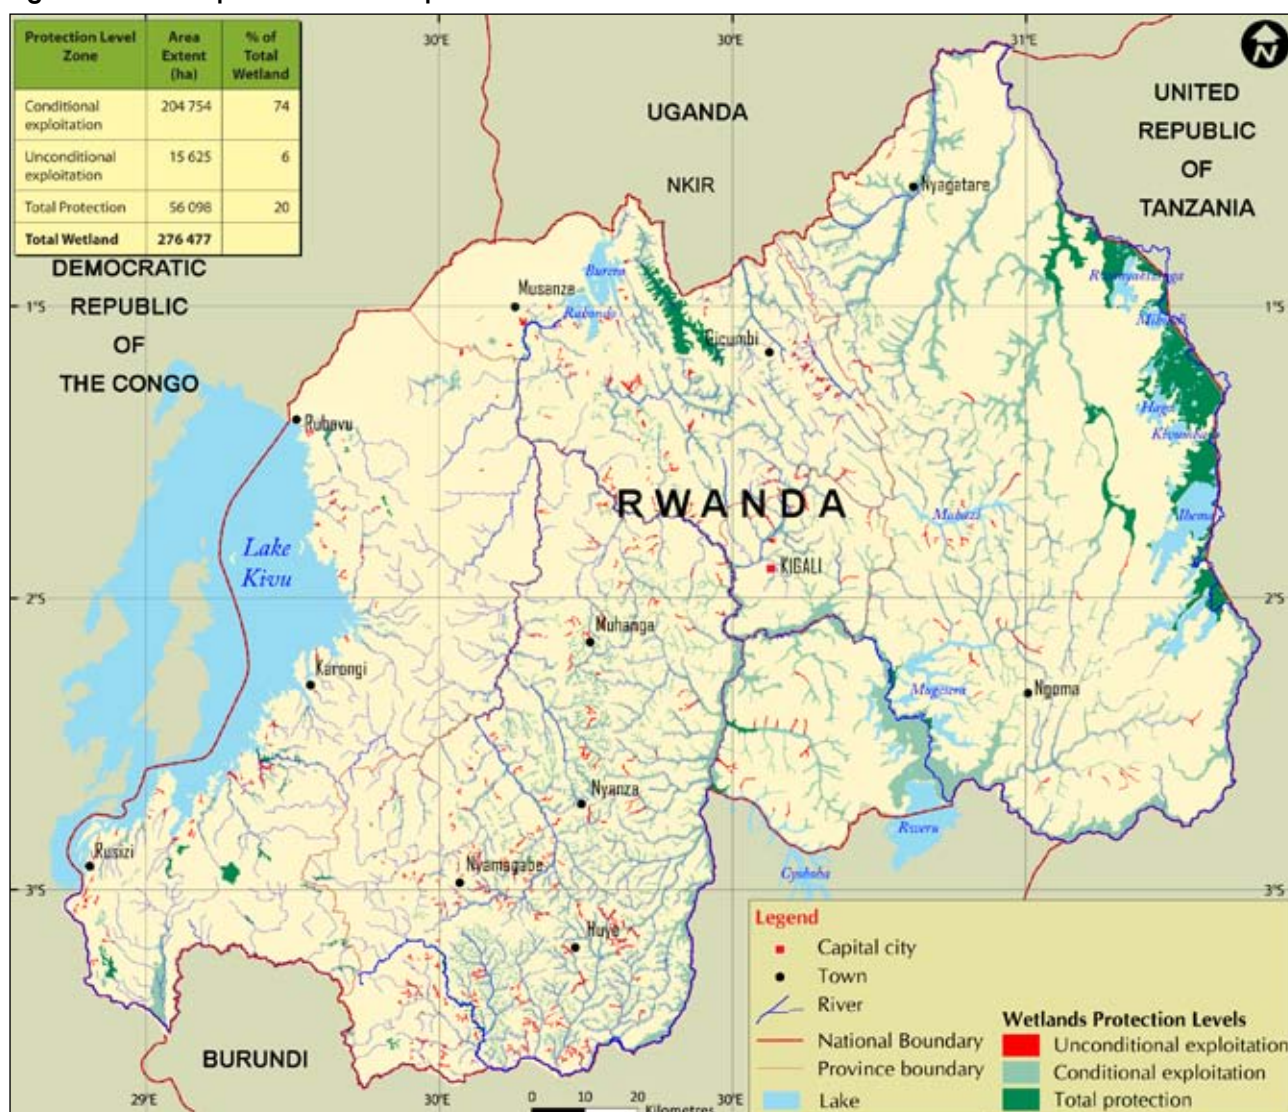 Protection Level Zone Area Extent (ha) % of Total Wetland
Conditional exploitation 204 754 74
Unconditional exploitation 15 625 6
Total Protection 56 098 20
Total Wetland 276 477
30°E
30°E
31°E
N
UGANDA
NKIR
UNITED
REPUBLIC
OF
TANZANIA
DEMOCRATIC
REPUBLIC
OF
THE CONGO
Nyagatare
Burera
Musanze
1°S
1°S
Gicumbi
Rubavu
Ihema
RWANDA
Muhazi
Lake
Kivu
KIGALI
2°S
2°S
Muhanga
Karongi
Mugesera
Ngoma
Nyanza
Rweru
Rusizi
Nyamagabe
Cyohoha
3°S
3°S
Huye
BURUNDI
Legend
Capital city
Town
River
National Boundary
Province boundary
Lake
Wetlands Protection Levels
Unconditional exploitation
Conditional exploitation
Total protection
0 10 20
Kilometres
29°E
30°E
30°E